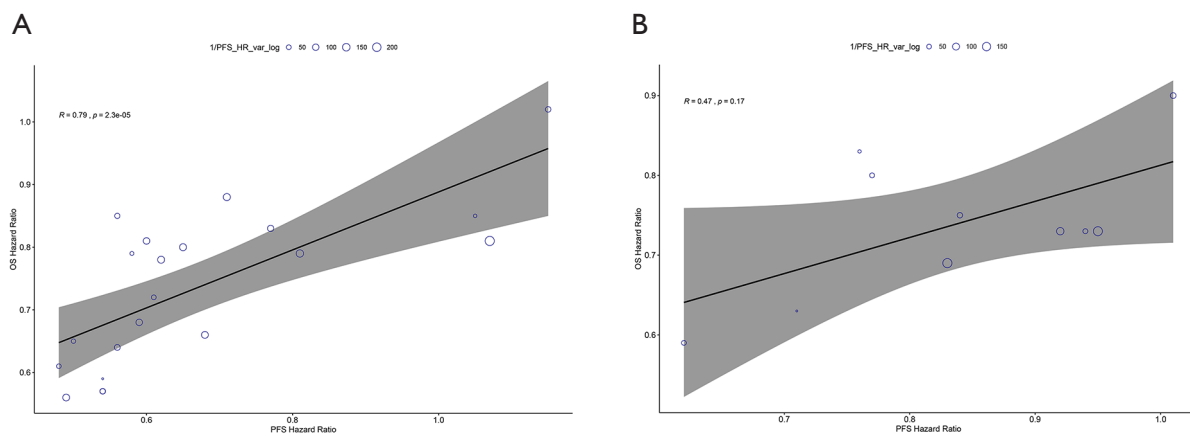 A
1/PFS_HR_var_log 50 100 150 200
R = 0.79 , p = 2.3e-05
OS Hazard Ratio
1.0
0.9
0.8
0.7
0.6
0.6 0.8 1.0
PFS Hazard Ratio
B
1/PFS_HR_var_log 50 100 150
R = 0.47 , p = 0.17
OS Hazard Ratio
0.9
0.8
0.7
0.6
0.7 0.8 0.9 1.0
PFS Hazard Ratio